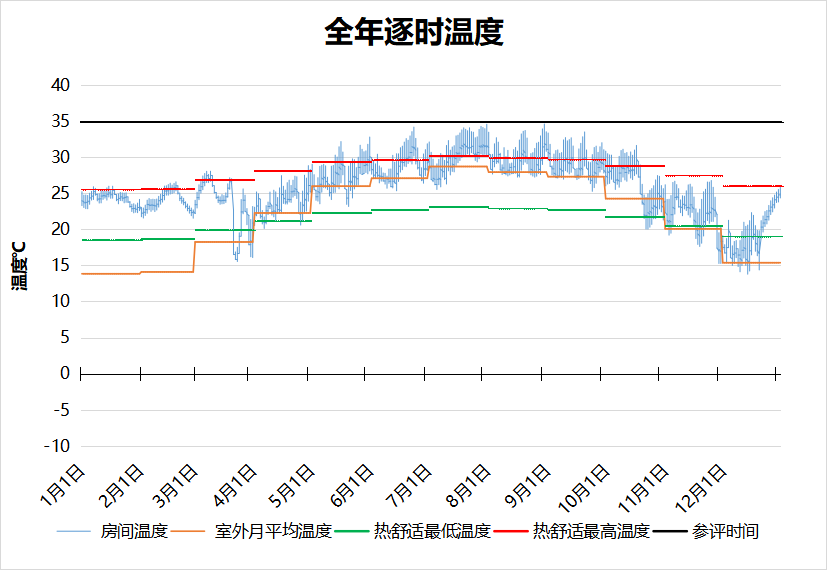 全年逐时温度
40
35
30
25
20
15
10
5
0
-5
-10
温度℃
1月1日
2月1日
3月1日
4月1日
5月1日
6月1日
7月1日
8月1日
9月1日
10月1日
11月1日
12月1日
房间温度 室外月平均温度 热舒适最低温度 热舒适最高温度 参评时间